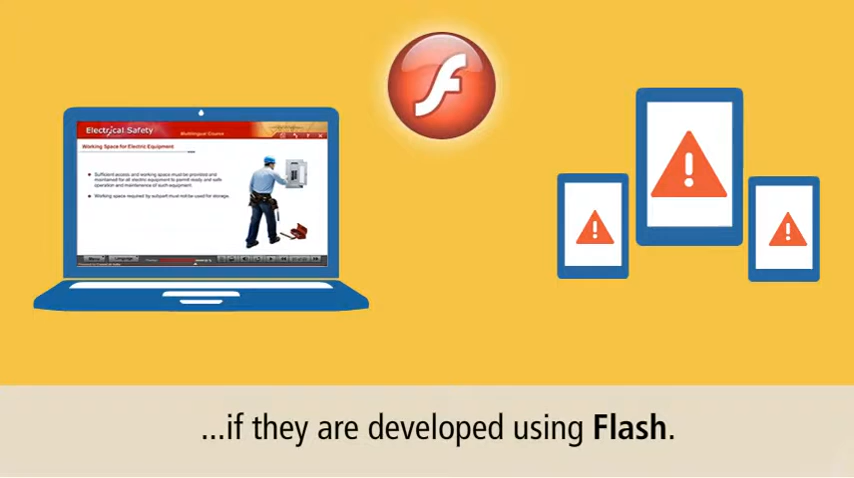 Electrical Safety
Multilingual Course
Working Space for Electric Equipment
Sufficient access and working space must be provided and
maintained for all electric equipment to permit ready and safe
operation and maintenance of such equipment.
Working space required by subpart must not be used for storage.
...if they are developed using Flash.